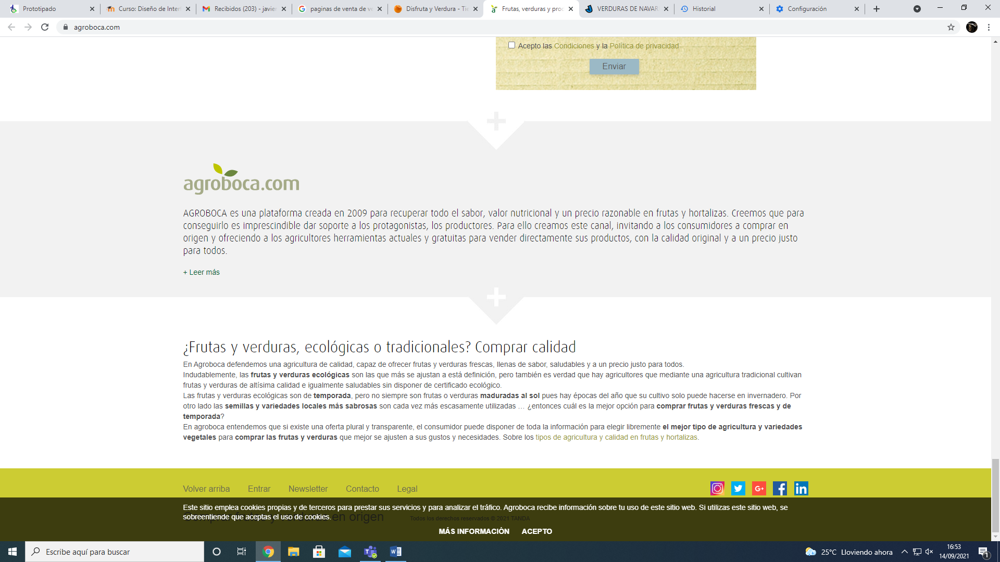 Prototipado
Curso: Diseño de Inter
Recibidos (203) - javie
paginas de venta de ve
Disfruta y Verdura - Tie
Frutas, verduras y pro
VERDURAS DE NAVAR
Historial
Configuración
agroboca.com
Acepto las Condiciones y la Política de privacidad
Enviar
agroboca.com
AGROBOCA es una plataforma creada en 2009 para recuperar todo el sabor, valor nutricional y un precio razonable en frutas y hortalizas. Creemos que para
conseguirlo es imprescindible dar soporte a los protagonistas, los productores. Para ello creamos este canal, invitando a los consumidores a comprar en
origen y ofreciendo a los agricultores herramientas actuales y gratuitas para vender directamente sus productos, con la calidad original y a un precio justo
para todos.
+ Leer más
¿Frutas y verduras, ecológicas o tradicionales? Comprar calidad
En Agroboca defendemos una agricultura de calidad, capaz de ofrecer frutas y verduras frescas, llenas de sabor, saludables y a un precio justo para todos.
Indudablemente, las frutas y verduras ecológicas son las que más se ajustan a está definición, pero también es verdad que hay agricultores que mediante una agricultura tradicional cultivan
frutas y verduras de altísima calidad e igualmente saludables sin disponer de certificado ecológico.
Las frutas y verduras ecológicas son de temporada, pero no siempre son frutas o verduras maduradas al sol pues hay épocas del año que su cultivo solo puede hacerse en invernadero. Por
otro lado las semillas y variedades locales más sabrosas son cada vez más escasamente utilizadas … ¿entonces cuál es la mejor opción para comprar frutas y verduras frescas y de
temporada?
En agroboca entendemos que si existe una oferta plural y transparente, el consumidor puede disponer de toda la información para elegir libremente el mejor tipo de agricultura y variedades
vegetales para comprar las frutas y verduras que mejor se ajusten a sus gustos y necesidades. Sobre los tipos de agricultura y calidad en frutas y hortalizas.
Volver arriba Entrar Newsletter Contacto Legal
Este sitio emplea cookies propias y de terceros para prestar sus servicios y para analizar el tráfico. Agroboca recibe información sobre tu uso de este sitio web. Si utilizas este sitio web, se
sobreentiende que aceptas el uso de cookies.
en origen
Todos los derechos reservados © 2021 TANDA
MÁS INFORMACIÓN ACEPTO
Escribe aquí para buscar
25°C Lloviendo ahora
16:53
14/09/2021
1